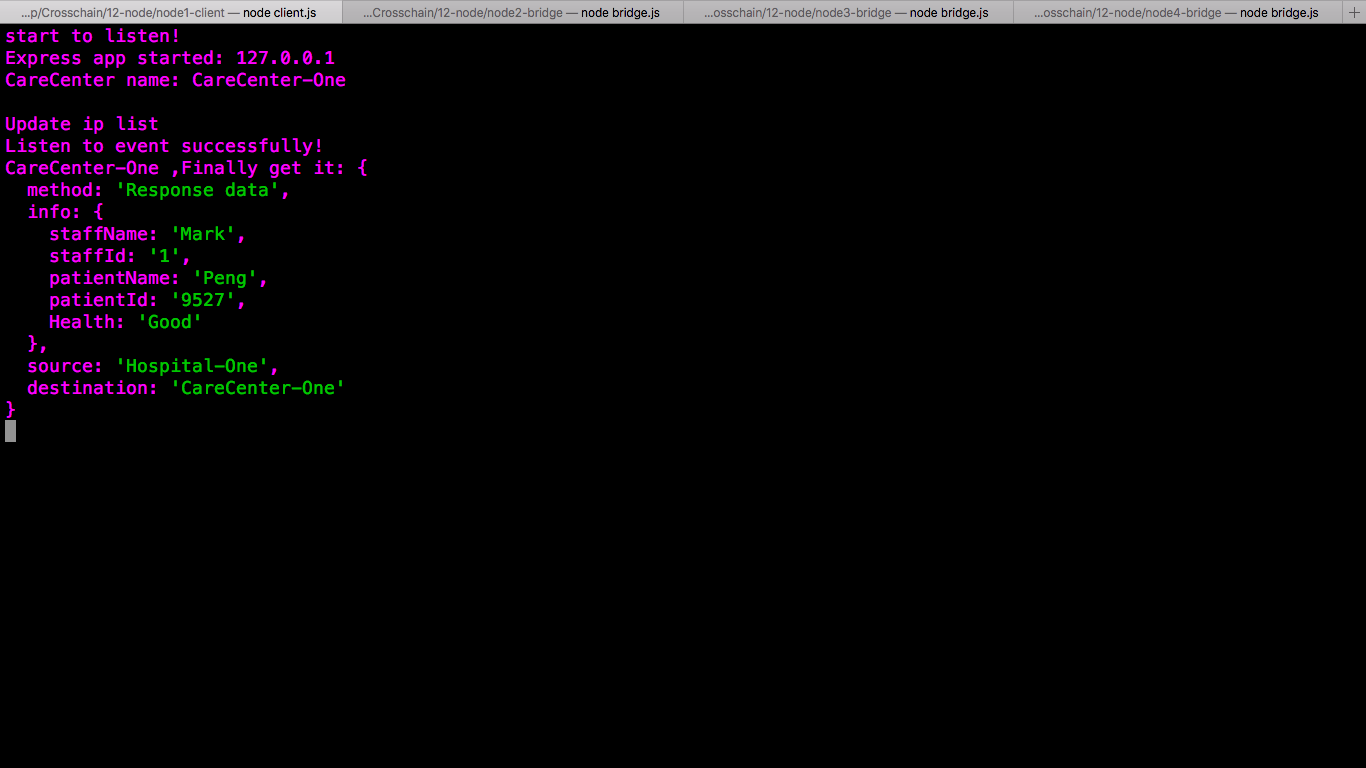 ...p/Crosschain/12-node/node1-client — node client.js
...Crosschain/12-node/node2-bridge — node bridge.js
...osschain/12-node/node3-bridge — node bridge.js
...osschain/12-node/node4-bridge — node bridge.js
start to listen!
Express app started: 127.0.0.1
CareCenter name: CareCenter-One
Update ip list
Listen to event successfully!
CareCenter-One ,Finally get it: {
  method: 'Response data',
  info: {
    staffName: 'Mark',
    staffId: '1',
    patientName: 'Peng',
    patientId: '9527',
    Health: 'Good'
  },
  source: 'Hospital-One',
  destination: 'CareCenter-One'
}